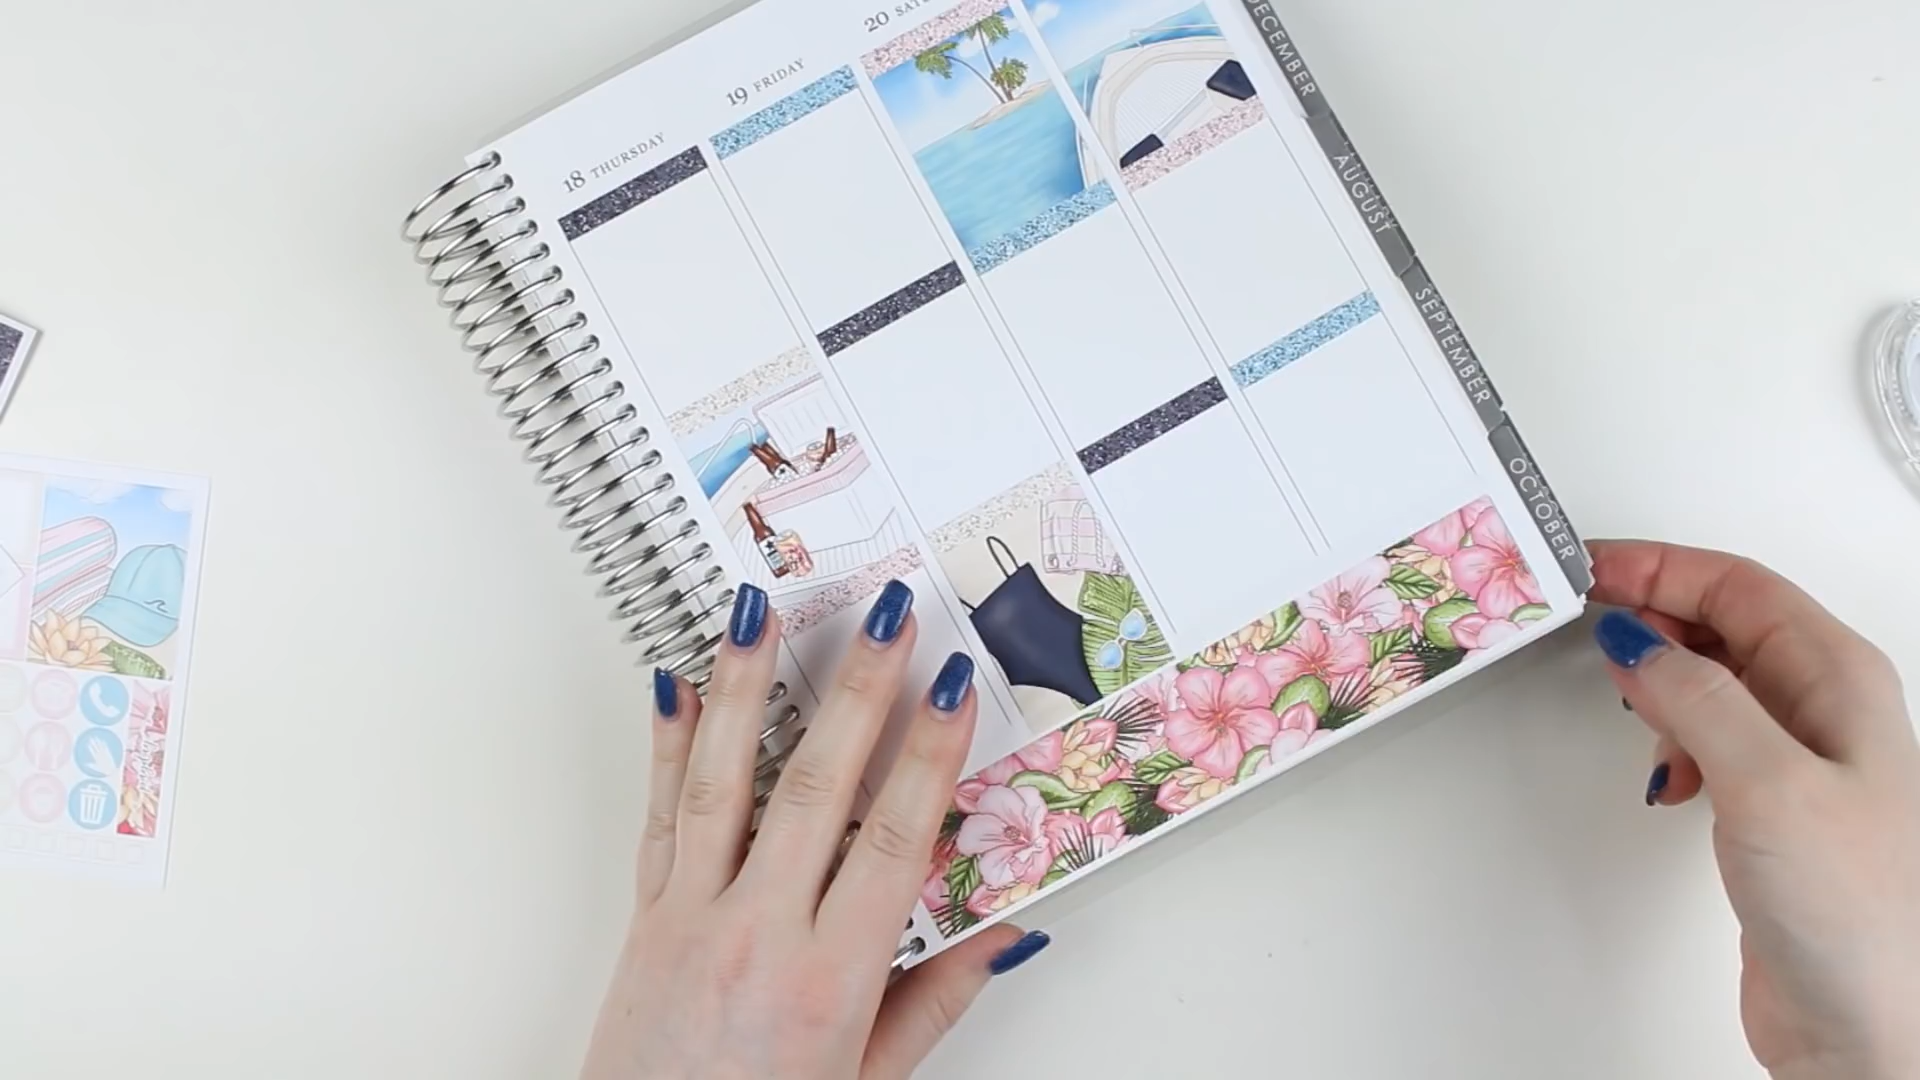 18 THURSDAY
19 FRIDAY
20
DECEMBER
AUGUST
SEPTEMBER
OCTOBER